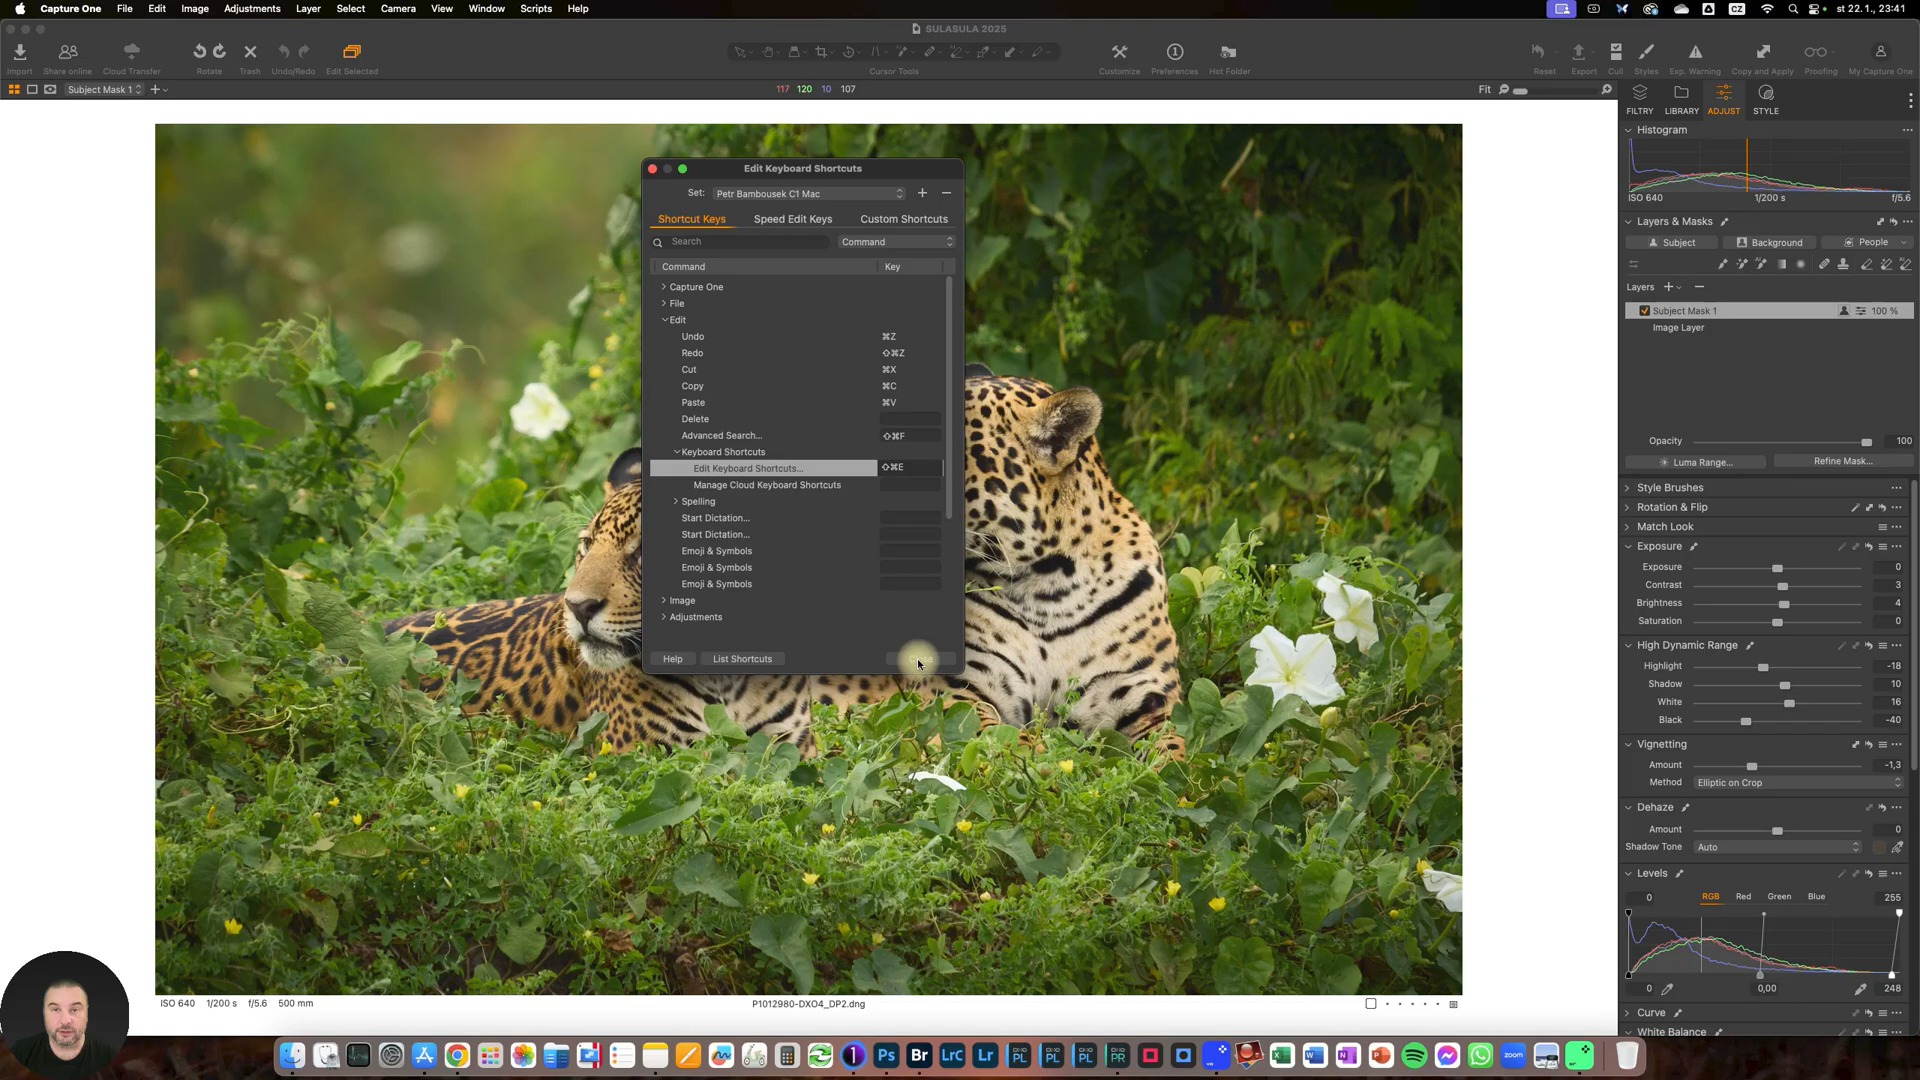 Capture One File Edit Image Adjustments Layer Select Camera View Window Scripts Help CZ st 22. 1., 23:41
SULASULA 2025
Import Share online Cloud Transfer Rotate Trash Undo/Redo Edit Selected Cursor Tools Customize Preferences Hot Folder Reset Export Cull Styles Exp. Warning Copy and Apply Proofing My Capture One
Subject Mask 1 117 120 10 107 Fit
FILTRY LIBRARY ADJUST STYLE
Histogram
ISO 640 1/200 s f/5.6
Layers & Masks
Subject Background People
Layers
Subject Mask 1 100 %
Image Layer
Opacity 100
Luma Range... Refine Mask...
Style Brushes
Rotation & Flip
Match Look
Exposure
Exposure 0
Contrast 3
Brightness 4
Saturation 0
High Dynamic Range
Highlight -18
Shadow 10
White 16
Black -40
Vignetting
Amount -1,3
Method Elliptic on Crop
Dehaze
Amount 0
Shadow Tone Auto
Levels
0 RGB Red Green Blue 255
0 0,00 248
Curve
White Balance
Edit Keyboard Shortcuts
Set: Petr Bambousek C1 Mac
Shortcut Keys Speed Edit Keys Custom Shortcuts
Search Command
Command Key
Capture One
File
Edit
Undo ⌘Z
Redo ⇧⌘Z
Cut ⌘X
Copy ⌘C
Paste ⌘V
Delete
Advanced Search... ⇧⌘F
Keyboard Shortcuts
Edit Keyboard Shortcuts... ⇧⌘E
Manage Cloud Keyboard Shortcuts
Spelling
Start Dictation...
Start Dictation...
Emoji & Symbols
Emoji & Symbols
Emoji & Symbols
Image
Adjustments
Help List Shortcuts
ISO 640 1/200 s f/5.6 500 mm P1012980-DXO4_DP2.dng
Ps Br LrC Lr PL PL PL PR zoom